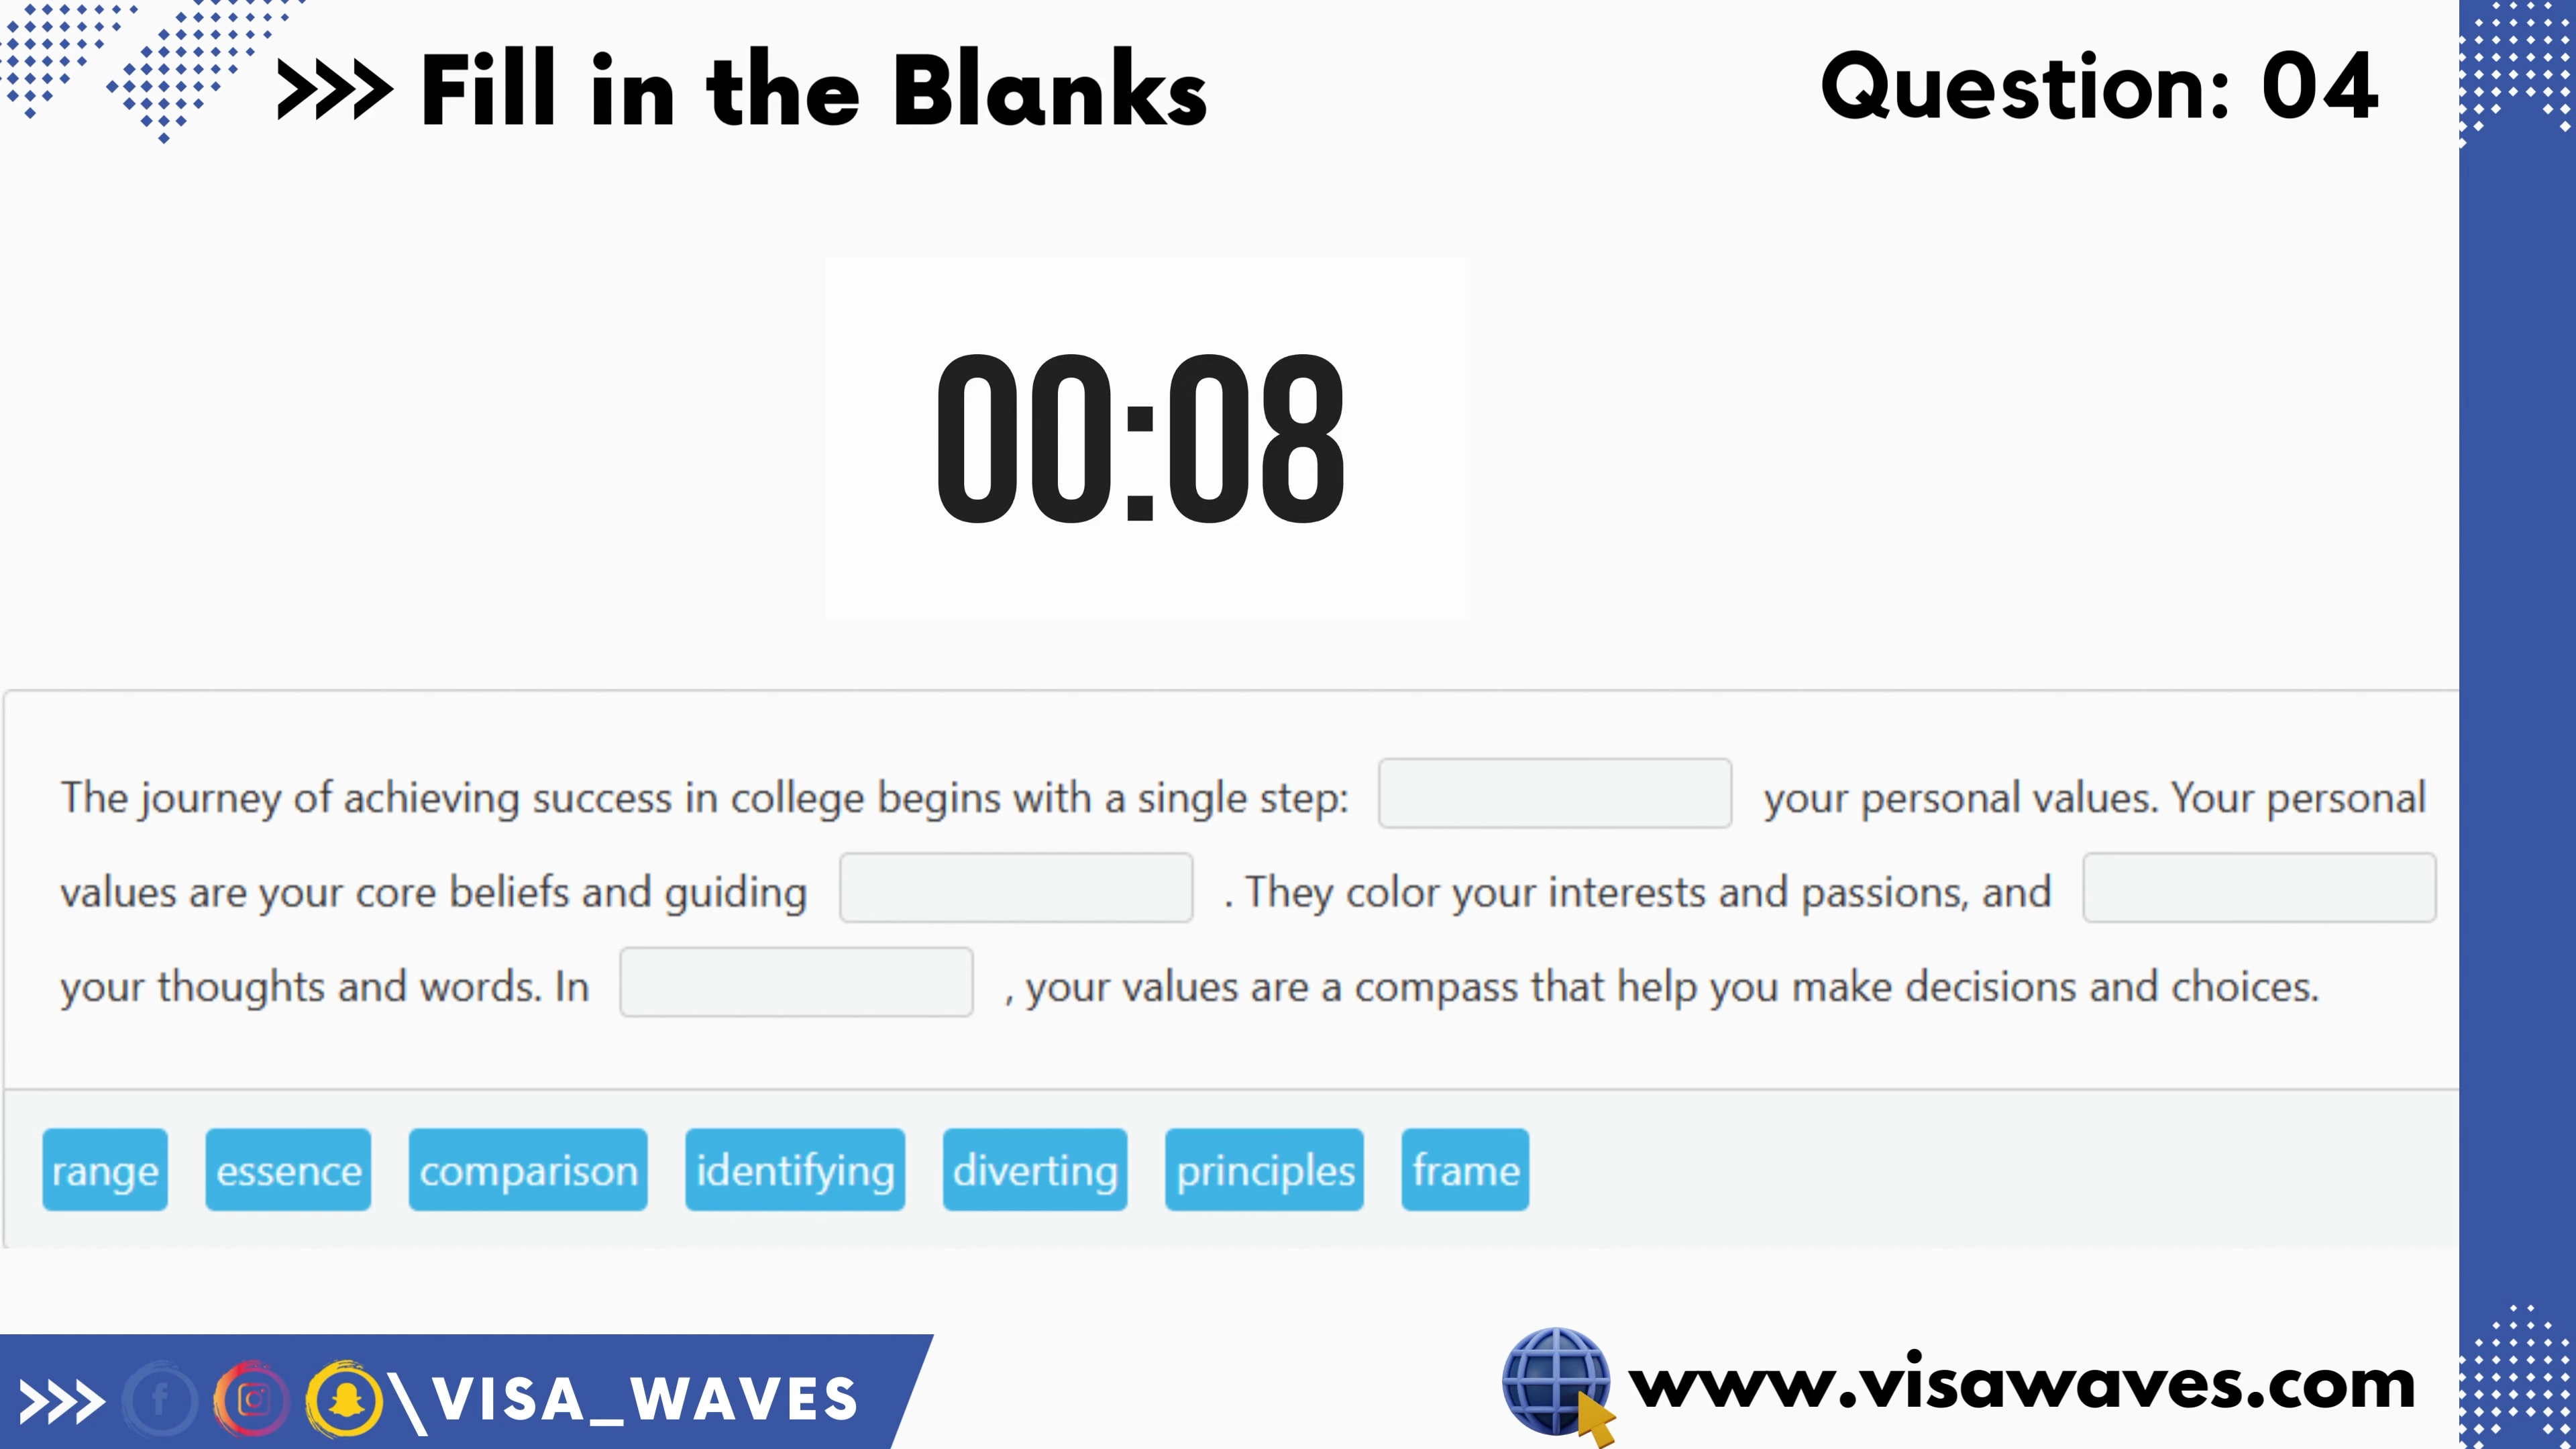 >>> Fill in the Blanks
Question: 04
00:08
The journey of achieving success in college begins with a single step: your personal values. Your personal
values are your core beliefs and guiding . They color your interests and passions, and
your thoughts and words. In , your values are a compass that help you make decisions and choices.
range essence comparison identifying diverting principles frame
>>> f \VISA_WAVES
www.visawaves.com